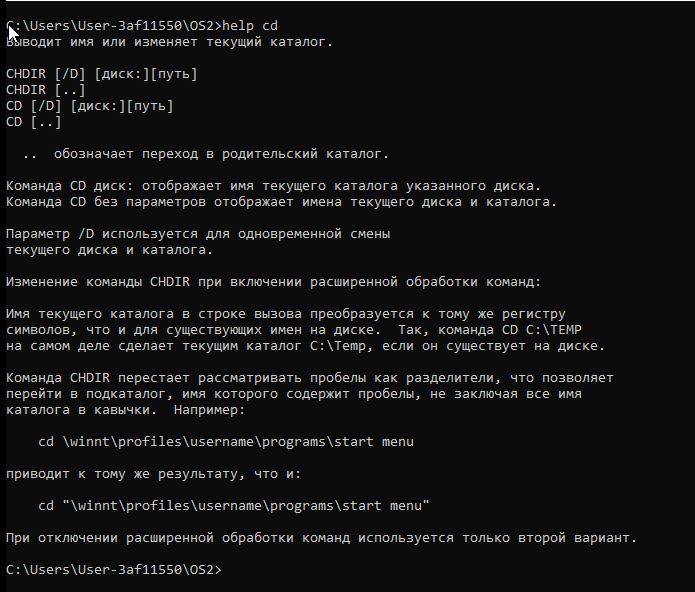 C:\Users\User-3af11550\OS2>help cd
Выводит имя или изменяет текущий каталог.
CHDIR [/D] [диск:][путь]
CHDIR [..]
CD [/D] [диск:][путь]
CD [..]
.. обозначает переход в родительский каталог.
Команда CD диск: отображает имя текущего каталога указанного диска.
Команда CD без параметров отображает имена текущего диска и каталога.
Параметр /D используется для одновременной смены
текущего диска и каталога.
Изменение команды CHDIR при включении расширенной обработки команд:
Имя текущего каталога в строке вызова преобразуется к тому же регистру
символов, что и для существующих имен на диске.  Так, команда CD C:\TEMP
на самом деле сделает текущим каталог C:\Temp, если он существует на диске.
Команда CHDIR перестает рассматривать пробелы как разделители, что позволяет
перейти в подкаталог, имя которого содержит пробелы, не заключая все имя
каталога в кавычки.  Например:
cd \winnt\profiles\username\programs\start menu
приводит к тому же результату, что и:
cd "\winnt\profiles\username\programs\start menu"
При отключении расширенной обработки команд используется только второй вариант.
C:\Users\User-3af11550\OS2>